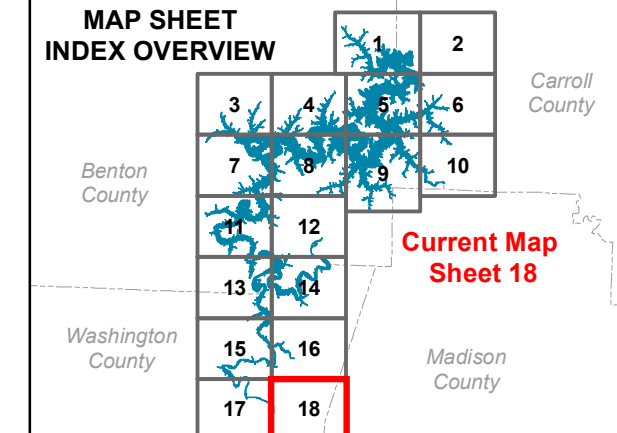 MAP SHEET
INDEX OVERVIEW
1
2
Carroll
County
3
4
5
6
Benton
County
7
8
9
10
11
12
Current Map
Sheet 18
13
14
Washington
County
15
16
Madison
County
17
18